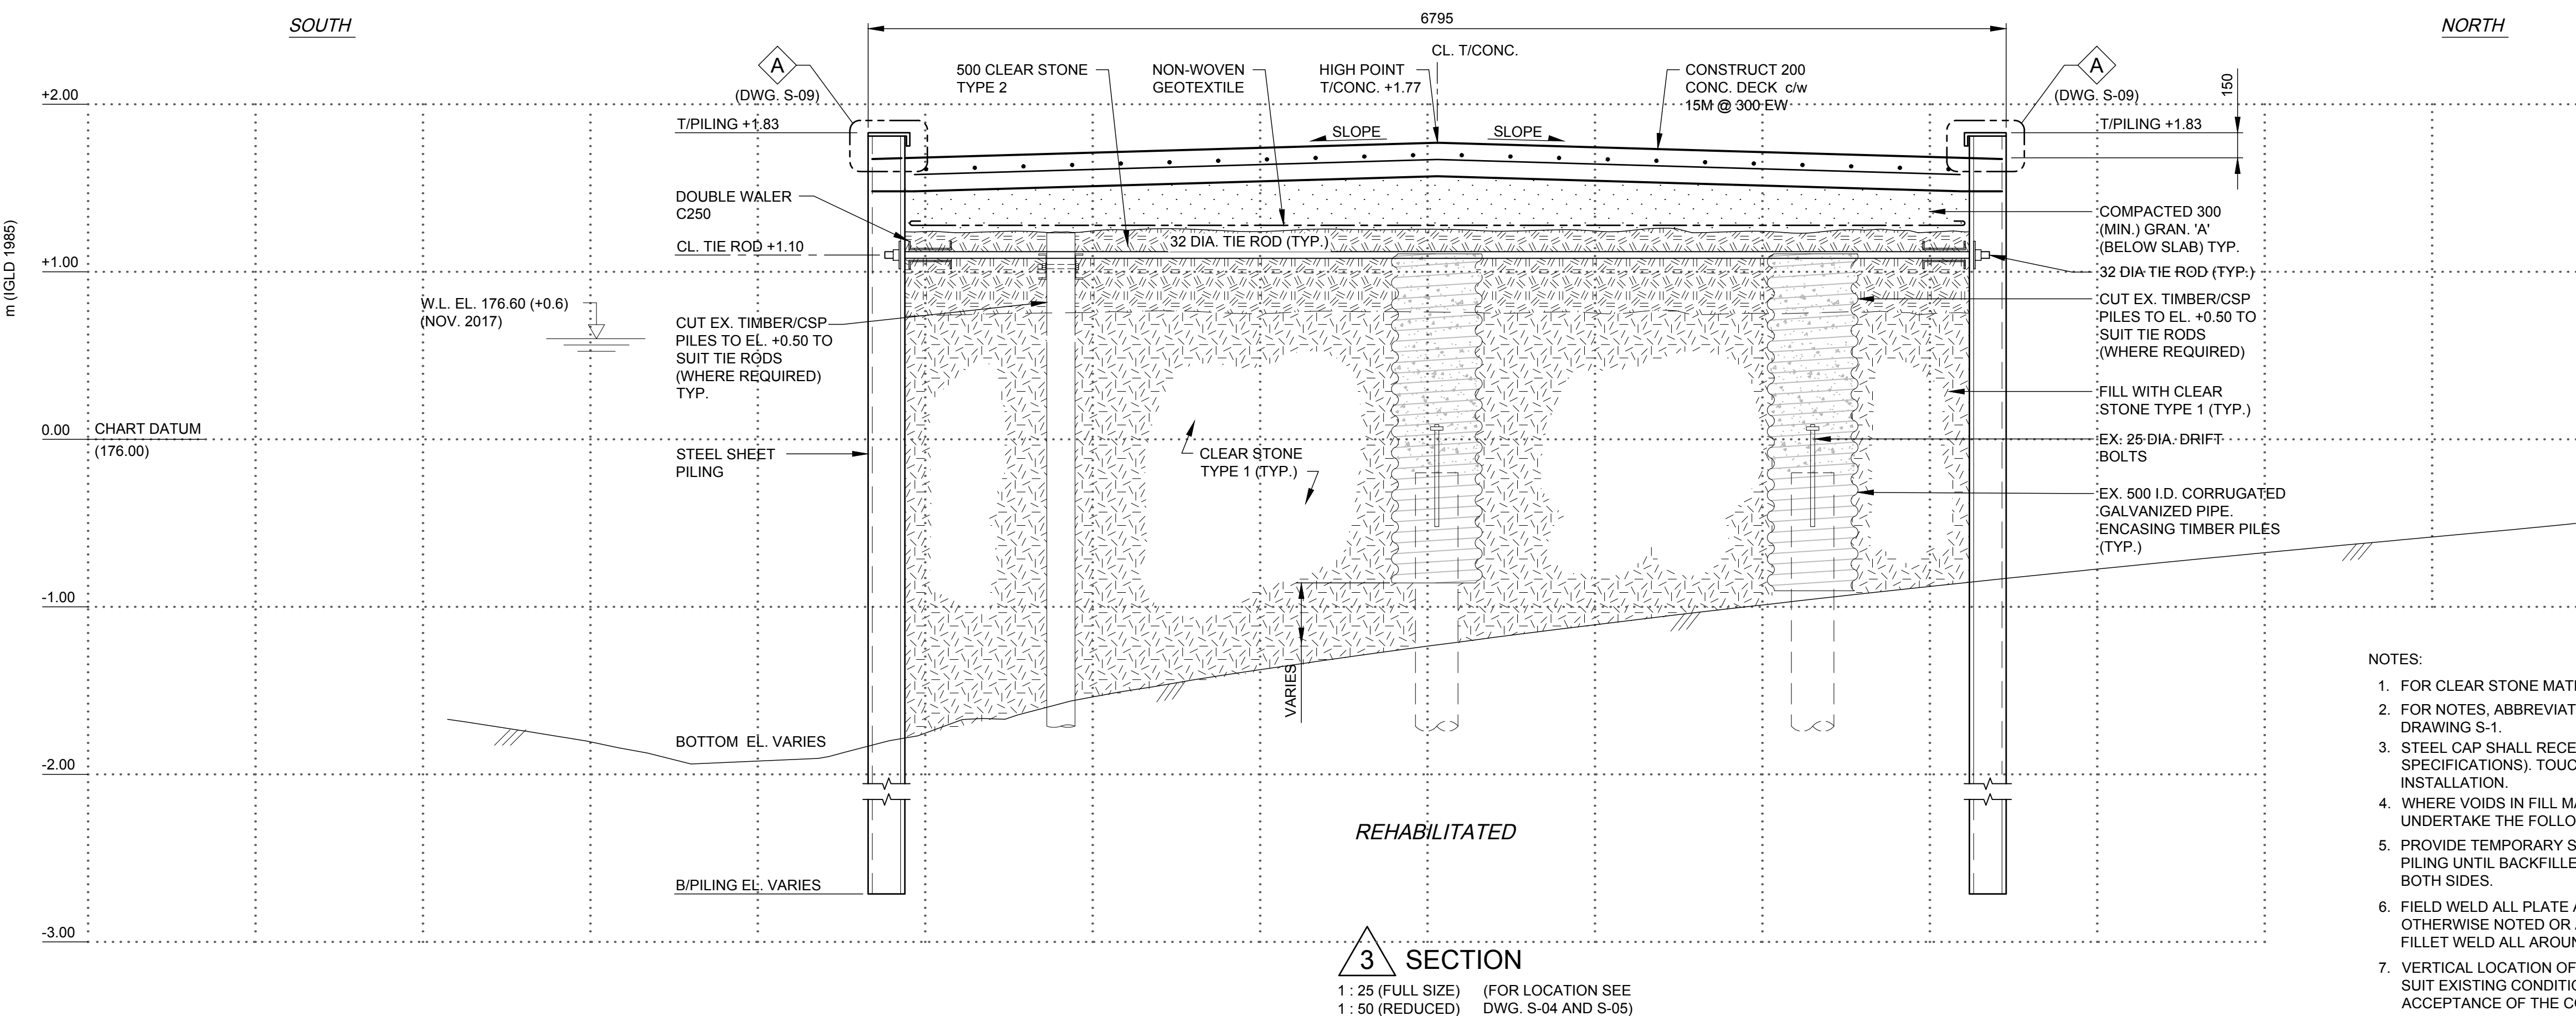 SOUTH
6795
NORTH
CL. T/CONC.
A
(DWG. S-09)
500 CLEAR STONE
TYPE 2
NON-WOVEN
GEOTEXTILE
HIGH POINT
T/CONC. +1.77
CONSTRUCT 200
CONC. DECK c/w
15M @ 300 EW
A
(DWG. S-09)
150
+2.00
T/PILING +1.83
SLOPE
SLOPE
T/PILING +1.83
DOUBLE WALER
C250
CL. TIE ROD +1.10
32 DIA. TIE ROD (TYP.)
COMPACTED 300
(MIN.) GRAN. 'A'
(BELOW SLAB) TYP.
m (IGLD 1985)
+1.00
32 DIA TIE ROD (TYP.)
W.L. EL. 176.60 (+0.6)
(NOV. 2017)
CUT EX. TIMBER/CSP
PILES TO EL. +0.50 TO
SUIT TIE RODS
(WHERE REQUIRED)
TYP.
CUT EX. TIMBER/CSP
PILES TO EL. +0.50 TO
SUIT TIE RODS
(WHERE REQUIRED)
FILL WITH CLEAR
STONE TYPE 1 (TYP.)
0.00
CHART DATUM
(176.00)
STEEL SHEET
PILING
CLEAR STONE
TYPE 1 (TYP.)
EX. 25 DIA. DRIFT
BOLTS
EX. 500 I.D. CORRUGATED
GALVANIZED PIPE.
ENCASING TIMBER PILES
(TYP.)
-1.00
VARIES
BOTTOM EL. VARIES
-2.00
REHABILITATED
B/PILING EL. VARIES
-3.00
3 SECTION
1 : 25 (FULL SIZE) (FOR LOCATION SEE
1 : 50 (REDUCED) DWG. S-04 AND S-05)
NOTES:
1. FOR CLEAR STONE
2. FOR NOTES,
DRAWING S-1.
3. STEEL CAP SHALL
SPECIFICATIONS).
INSTALLATION.
4. WHERE VOIDS IN FILL
UNDERTAKE THE
5. PROVIDE TEMPORARY
PILING UNTIL
BOTH SIDES.
6. FIELD WELD ALL PLATE
OTHERWISE NOTED OR
FILLET WELD ALL
7. VERTICAL LOCATION OF
SUIT EXISTING
ACCEPTANCE OF THE